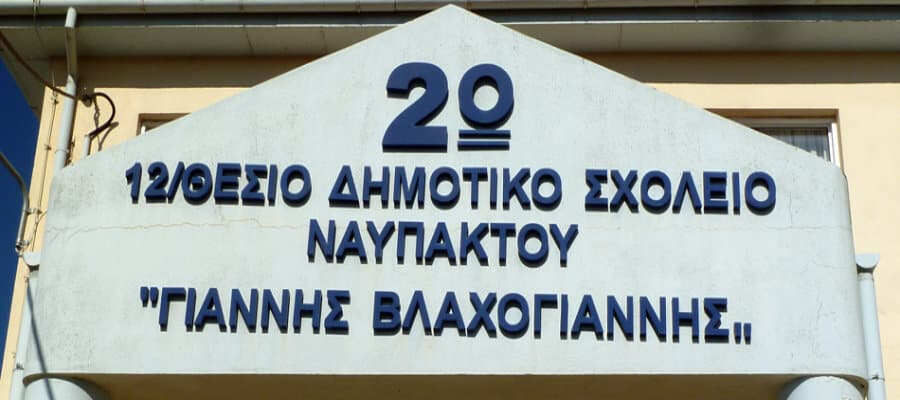 2ο
12/ΘΕΣΙΟ ΔΗΜΟΤΙΚΟ ΣΧΟΛΕΙΟ
ΝΑΥΠΑΚΤΟΥ
"ΓΙΑΝΝΗΣ ΒΛΑΧΟΓΙΑΝΝΗΣ„